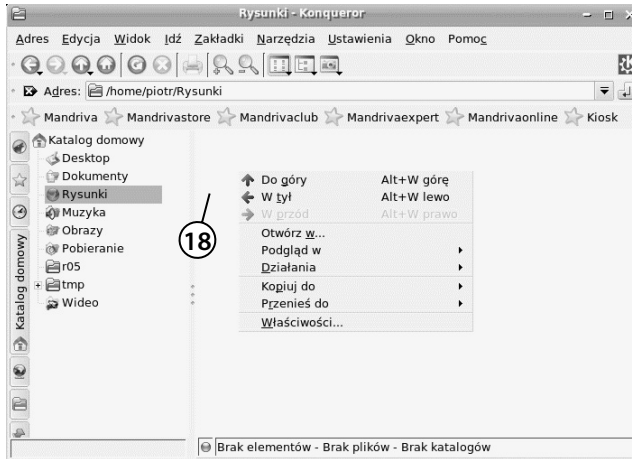 Rysunki - Konqueror
Adres Edycja Widok Idź Zakładki Narzędzia Ustawienia Okno Pomoc
Adres: /home/piotr/Rysunki
Mandriva Mandrivastore Mandrivaclub Mandrivaexpert Mandrivaonline Kiosk
Katalog domowy
Katalog domowy
Desktop
Dokumenty
Rysunki
Muzyka
Obrazy
Pobieranie
r05
tmp
Wideo
18
Do góry Alt+W górę
W tył Alt+W lewo
W przód Alt+W prawo
Otwórz w...
Podgląd w
Działania
Kopiuj do
Przenieś do
Właściwości...
Brak elementów - Brak plików - Brak katalogów